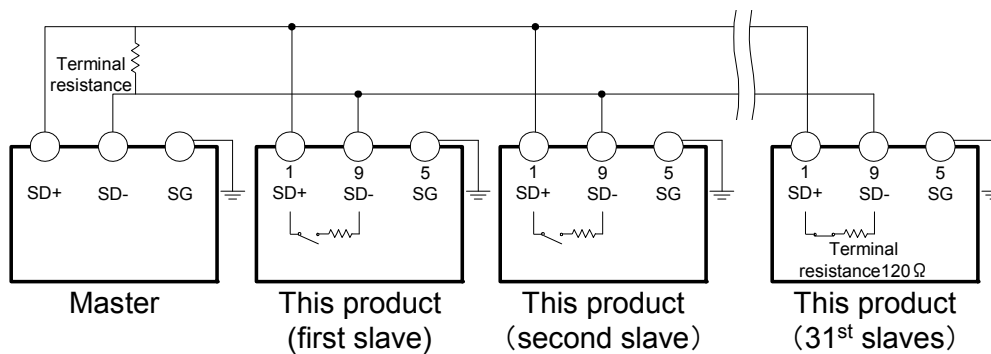 Terminal
resistance
1 9 5 1 9 5 1 9 5
SD+ SD- SG SD+ SD- SG SD+ SD- SG SD+ SD- SG
Terminal
resistance120Ω
Master This product This product This product
(first slave) （second slave） （31st slaves）